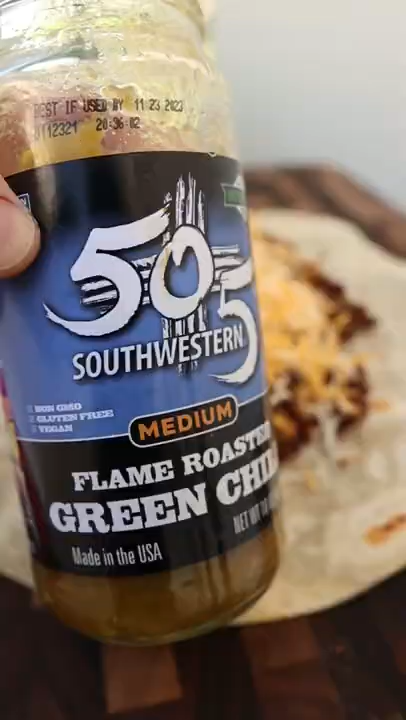 BEST IF USED BY 11 23 2023
20:36:02
505
SOUTHWESTERN
NON GMO
GLUTEN FREE
VEGAN
MEDIUM
FLAME ROASTED
GREEN CHI
Made in the USA
NET WT